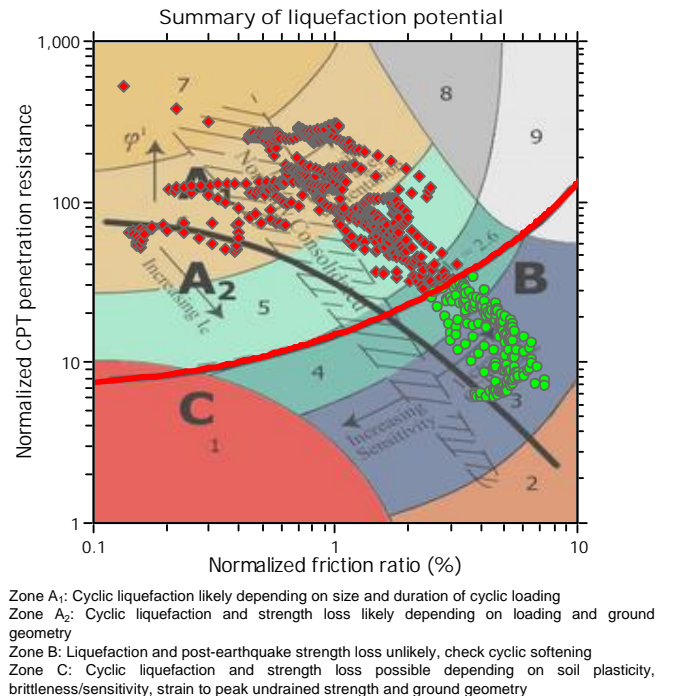 Summary of liquefaction potential
1,000
100
10
1
Normalized CPT penetration resistance
7
8
9
φ'
A1
A2
Increasing Ic
Consolidated
= 2.6
B
5
4
3
C
1
Increasing
Sensitivity
2
0.1
1
10
Normalized friction ratio (%)
Zone A1: Cyclic liquefaction likely depending on size and duration of cyclic loading
Zone A2: Cyclic liquefaction and strength loss likely depending on loading and ground
geometry
Zone B: Liquefaction and post-earthquake strength loss unlikely, check cyclic softening
Zone C: Cyclic liquefaction and strength loss possible depending on soil plasticity,
brittleness/sensitivity, strain to peak undrained strength and ground geometry